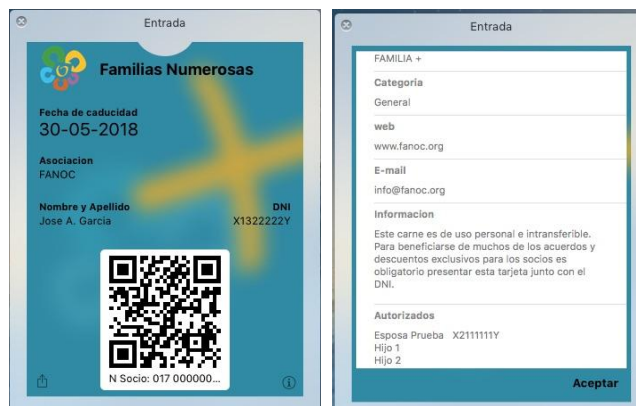 Entrada
Familias Numerosas
Fecha de caducidad
30-05-2018
Asociacion
FANOC
Nombre y Apellido DNI
Jose A. Garcia X1322222Y
N Socio: 017 000000...
Entrada
FAMILIA +
Categoria
General
web
www.fanoc.org
E-mail
info@fanoc.org
Informacion
Este carne es de uso personal e intransferible.
Para beneficiarse de muchos de los acuerdos y
descuentos exclusivos para los socios es
obligatorio presentar esta tarjeta junto con el
DNI.
Autorizados
Esposa Prueba X2111111Y
Hijo 1
Hijo 2
Aceptar